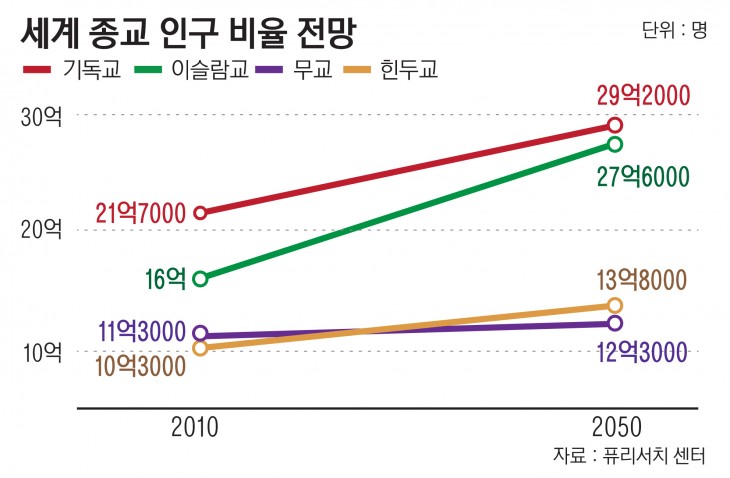 세계 종교 인구 비율 전망
단위 : 명
기독교 이슬람교 무교 힌두교
30억
20억
10억
29억2000
21억7000
27억6000
16억
13억8000
11억3000
12억3000
10억3000
2010 2050
자료 : 퓨리서치 센터